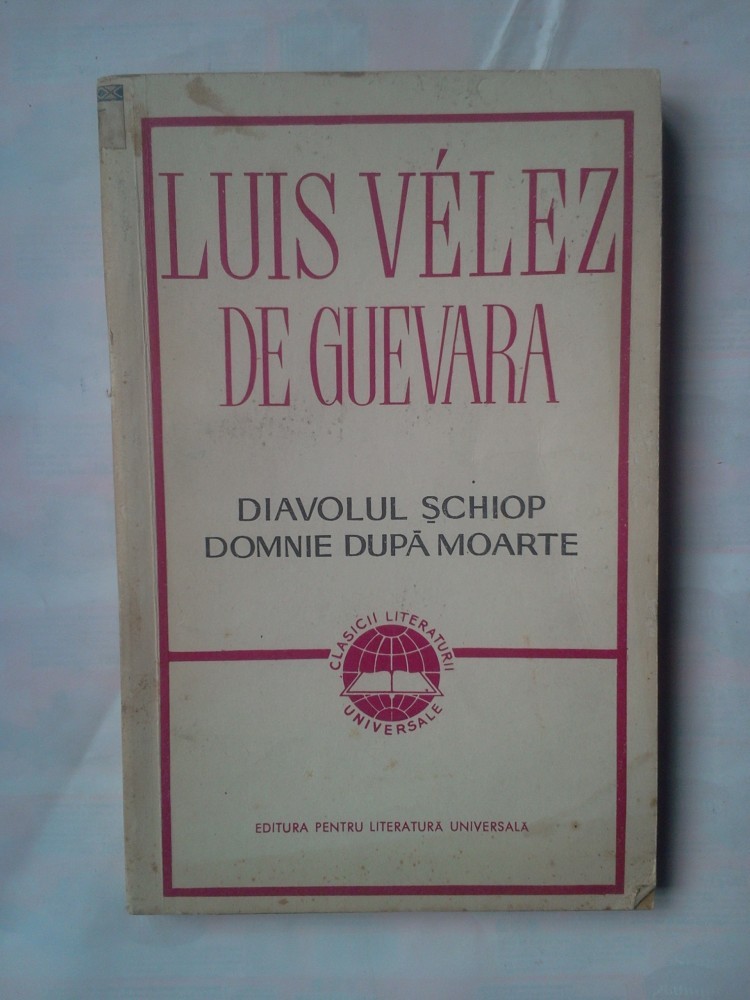 LUIS VÉLEZ
DE GUEVARA
DIAVOLUL ȘCHIOP
DOMNIE DUPĂ MOARTE
CLASICII LITERATURII
UNIVERSALE
EDITURA PENTRU LITERATURĂ UNIVERSALĂ